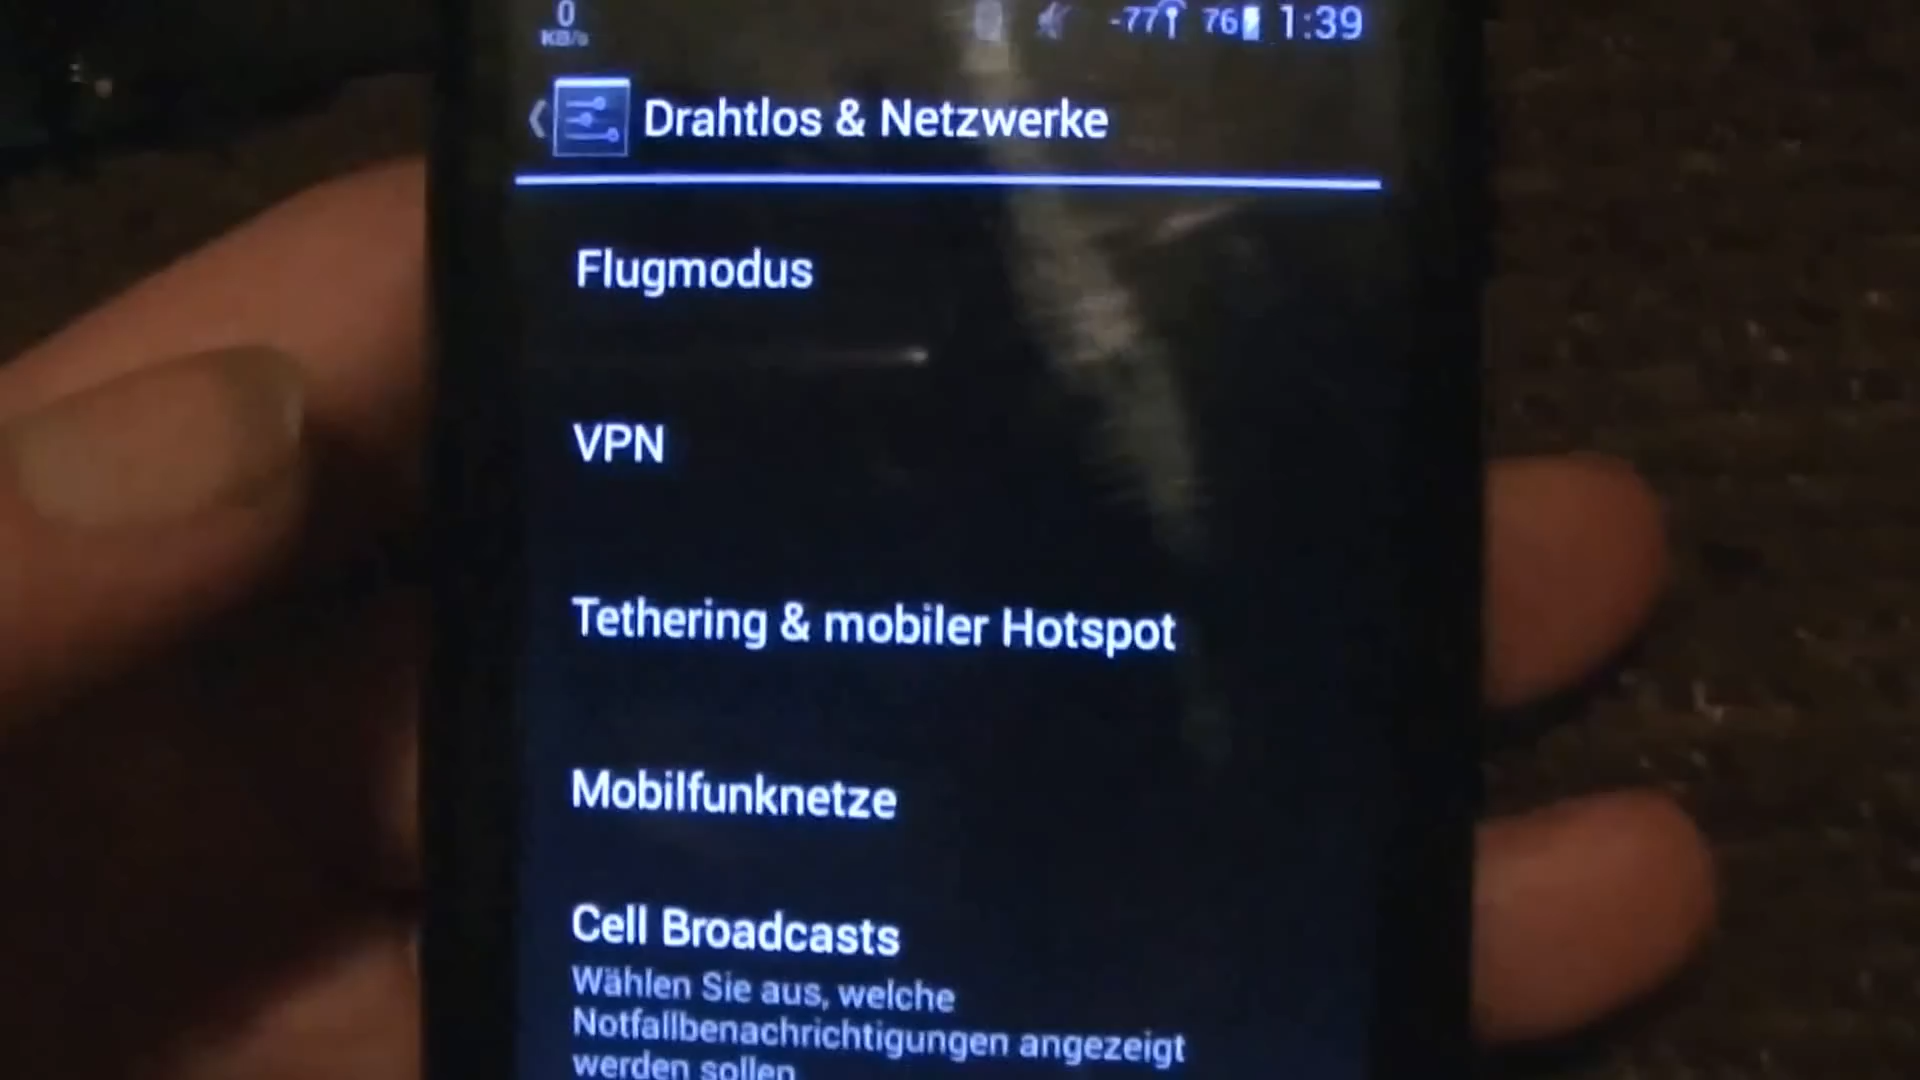 0
KB/s
-77 76 1:39
Drahtlos & Netzwerke
Flugmodus
VPN
Tethering & mobiler Hotspot
Mobilfunknetze
Cell Broadcasts
Wählen Sie aus, welche
Notfallbenachrichtigungen angezeigt
werden sollen